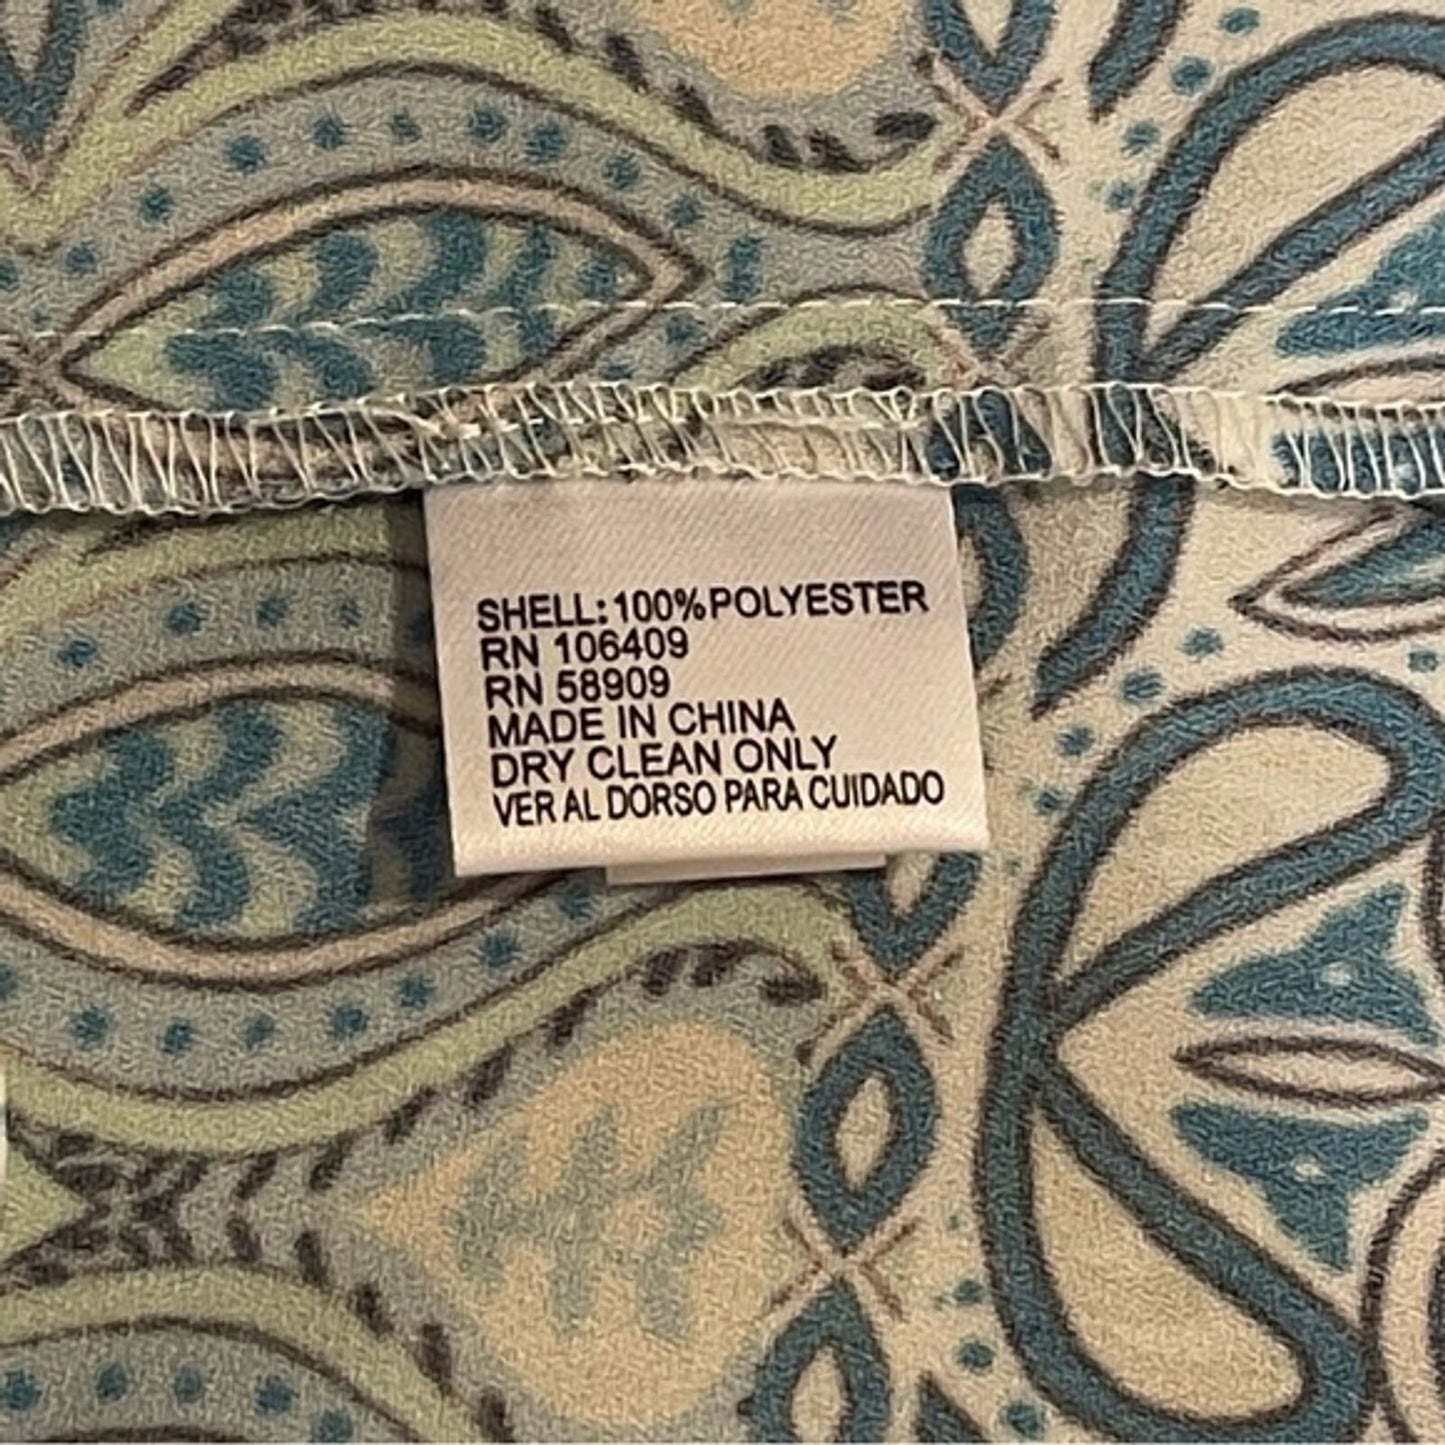 SHELL: 100% POLYESTER
RN 106409
RN 58909
MADE IN CHINA
DRY CLEAN ONLY
VER AL DORSO PARA CUIDADO